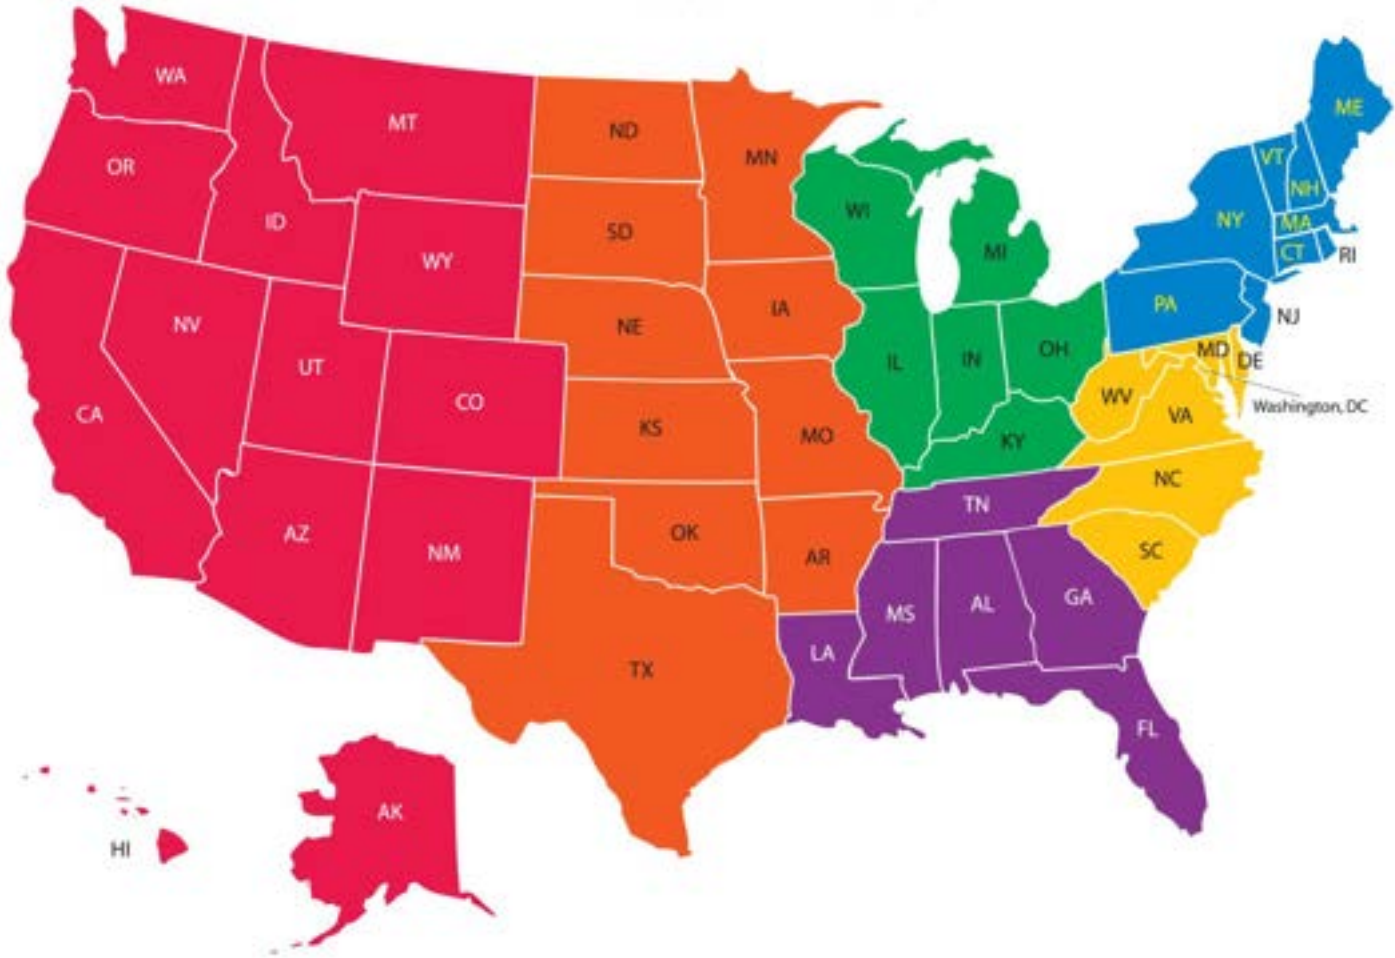 WA
MT
ND
MN
ME
OR
VT
NH
ID
SD
WI
NY
MA
CT
RI
WY
MI
NV
NE
IA
PA
NJ
UT
IL
IN
OH
MD
DE
CA
CO
KS
MO
KY
WV
VA
Washington, DC
AZ
NM
OK
AR
TN
NC
SC
TX
LA
MS
AL
GA
FL
HI
AK